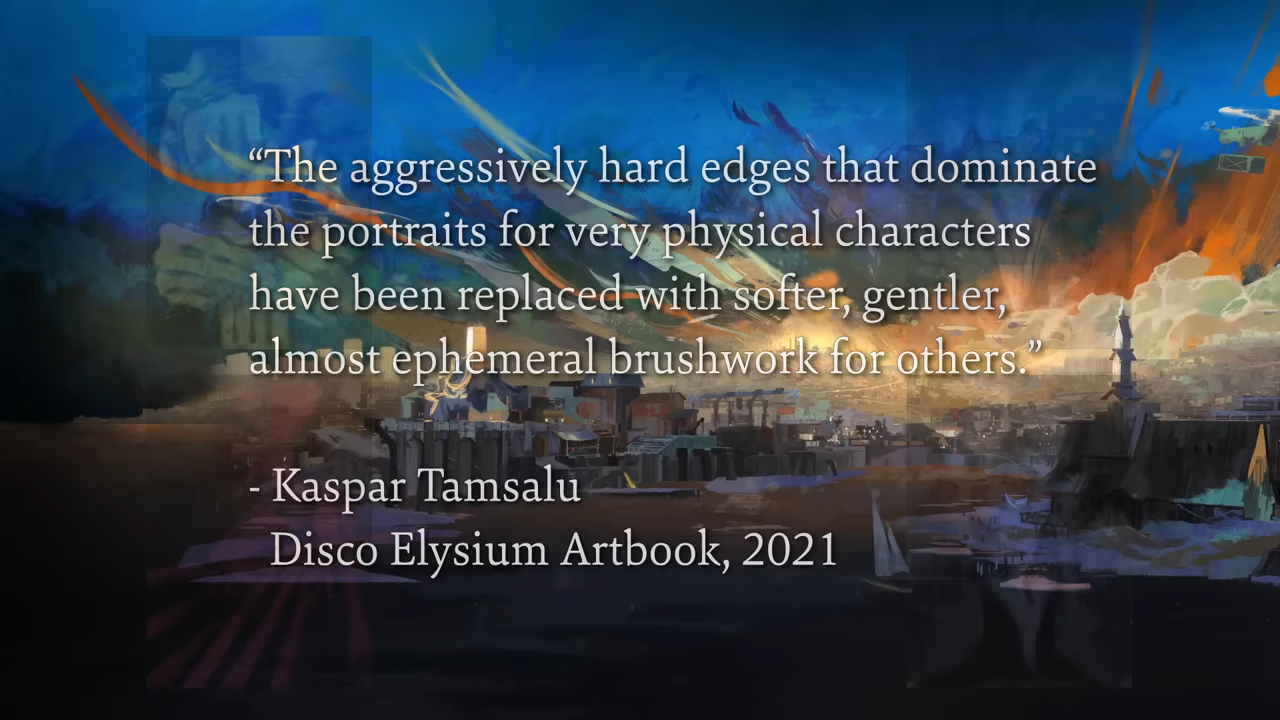 “The aggressively hard edges that dominate
the portraits for very physical characters
have been replaced with softer, gentler,
almost ephemeral brushwork for others.”
- Kaspar Tamsalu
Disco Elysium Artbook, 2021